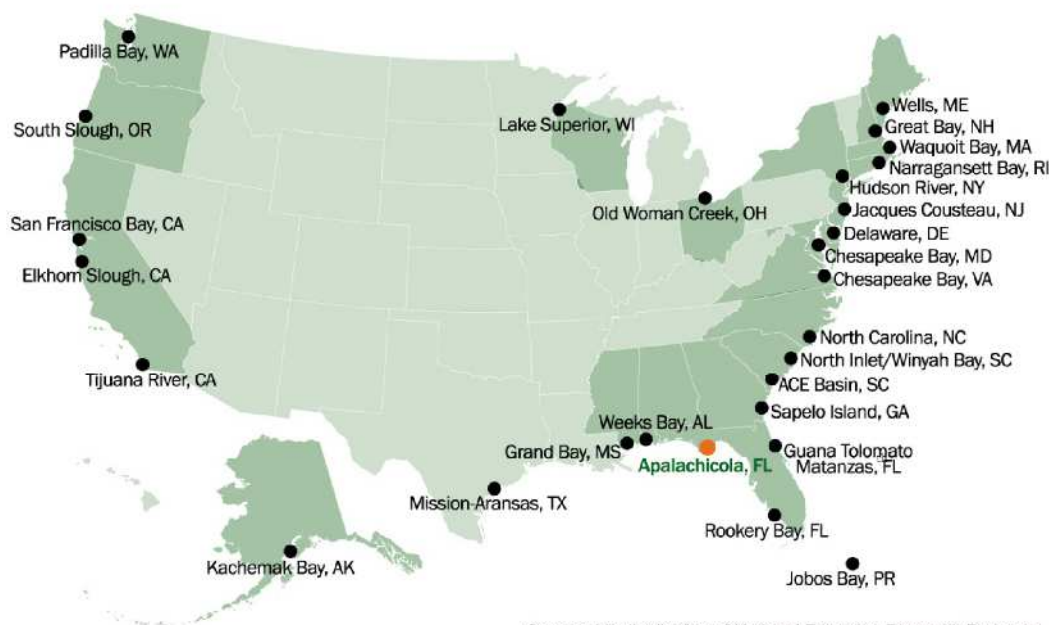 Padilla Bay, WA
South Slough, OR
San Francisco Bay, CA
Elkhorn Slough, CA
Tijuana River, CA
Lake Superior, WI
Old Woman Creek, OH
Wells, ME
Great Bay, NH
Waquoit Bay, MA
Narragansett Bay, RI
Hudson River, NY
Jacques Cousteau, NJ
Delaware, DE
Chesapeake Bay, MD
Chesapeake Bay, VA
North Carolina, NC
North Inlet/Winyah Bay, SC
ACE Basin, SC
Sapelo Island, GA
Weeks Bay, AL
Grand Bay, MS
Apalachicola, FL
Guana Tolomato
Matanzas, FL
Mission-Aransas, TX
Rookery Bay, FL
Kachemak Bay, AK
Jobos Bay, PR